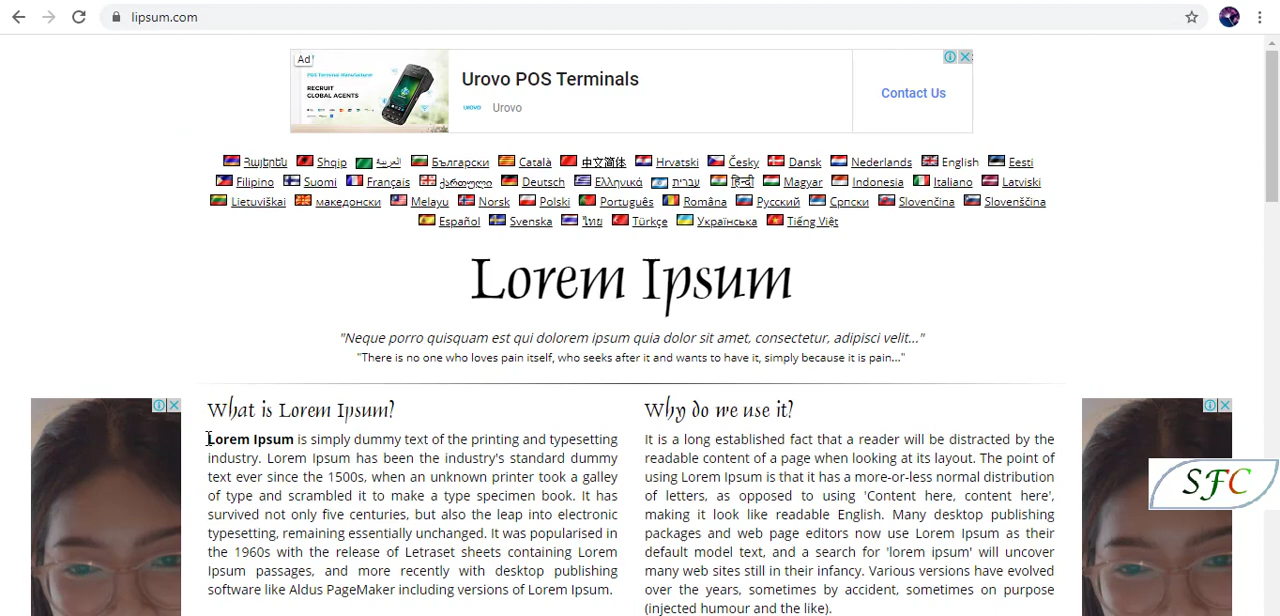 lipsum.com
Ad
POS Terminal Manufacturer
RECRUIT
GLOBAL AGENTS
Urovo POS Terminals
UROVO Urovo
Contact Us
Հայերեն Shqip العربية Български Català 中文简体 Hrvatski Česky Dansk Nederlands English Eesti
Filipino Suomi Français ქართული Deutsch Ελληνικά עברית हिन्दी Magyar Indonesia Italiano Latviski
Lietuviškai македонски Melayu Norsk Polski Português Româna Pyccкий Српски Slovenčina Slovenščina
Español Svenska ไทย Türkçe Українська Tiếng Việt
Lorem Ipsum
"Neque porro quisquam est qui dolorem ipsum quia dolor sit amet, consectetur, adipisci velit..."
"There is no one who loves pain itself, who seeks after it and wants to have it, simply because it is pain..."
What is Lorem Ipsum?
Lorem Ipsum is simply dummy text of the printing and typesetting
industry. Lorem Ipsum has been the industry's standard dummy
text ever since the 1500s, when an unknown printer took a galley
of type and scrambled it to make a type specimen book. It has
survived not only five centuries, but also the leap into electronic
typesetting, remaining essentially unchanged. It was popularised in
the 1960s with the release of Letraset sheets containing Lorem
Ipsum passages, and more recently with desktop publishing
software like Aldus PageMaker including versions of Lorem Ipsum.
Why do we use it?
It is a long established fact that a reader will be distracted by the
readable content of a page when looking at its layout. The point of
using Lorem Ipsum is that it has a more-or-less normal distribution
of letters, as opposed to using 'Content here, content here',
making it look like readable English. Many desktop publishing
packages and web page editors now use Lorem Ipsum as their
default model text, and a search for 'lorem ipsum' will uncover
many web sites still in their infancy. Various versions have evolved
over the years, sometimes by accident, sometimes on purpose
(injected humour and the like).
SFC